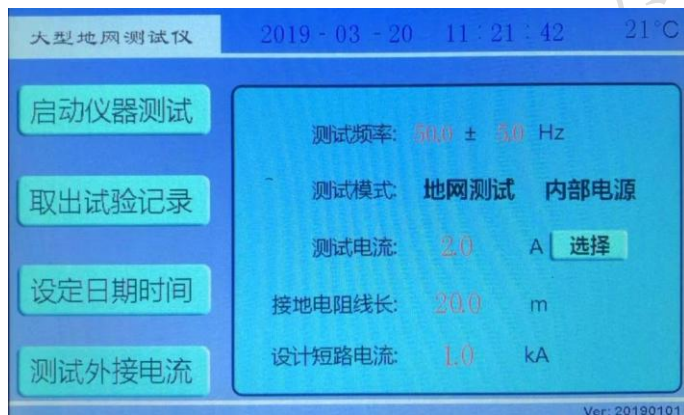 大型地网测试仪 2019 - 03 - 20 11 : 21 : 42 21°C
启动仪器测试
取出试验记录
设定日期时间
测试外接电流
测试频率: 50.0 ± 5.0 Hz
测试模式: 地网测试 内部电源
测试电流: 2.0 A 选择
接地电阻线长: 20.0 m
设计短路电流: 1.0 kA
Ver: 20190101